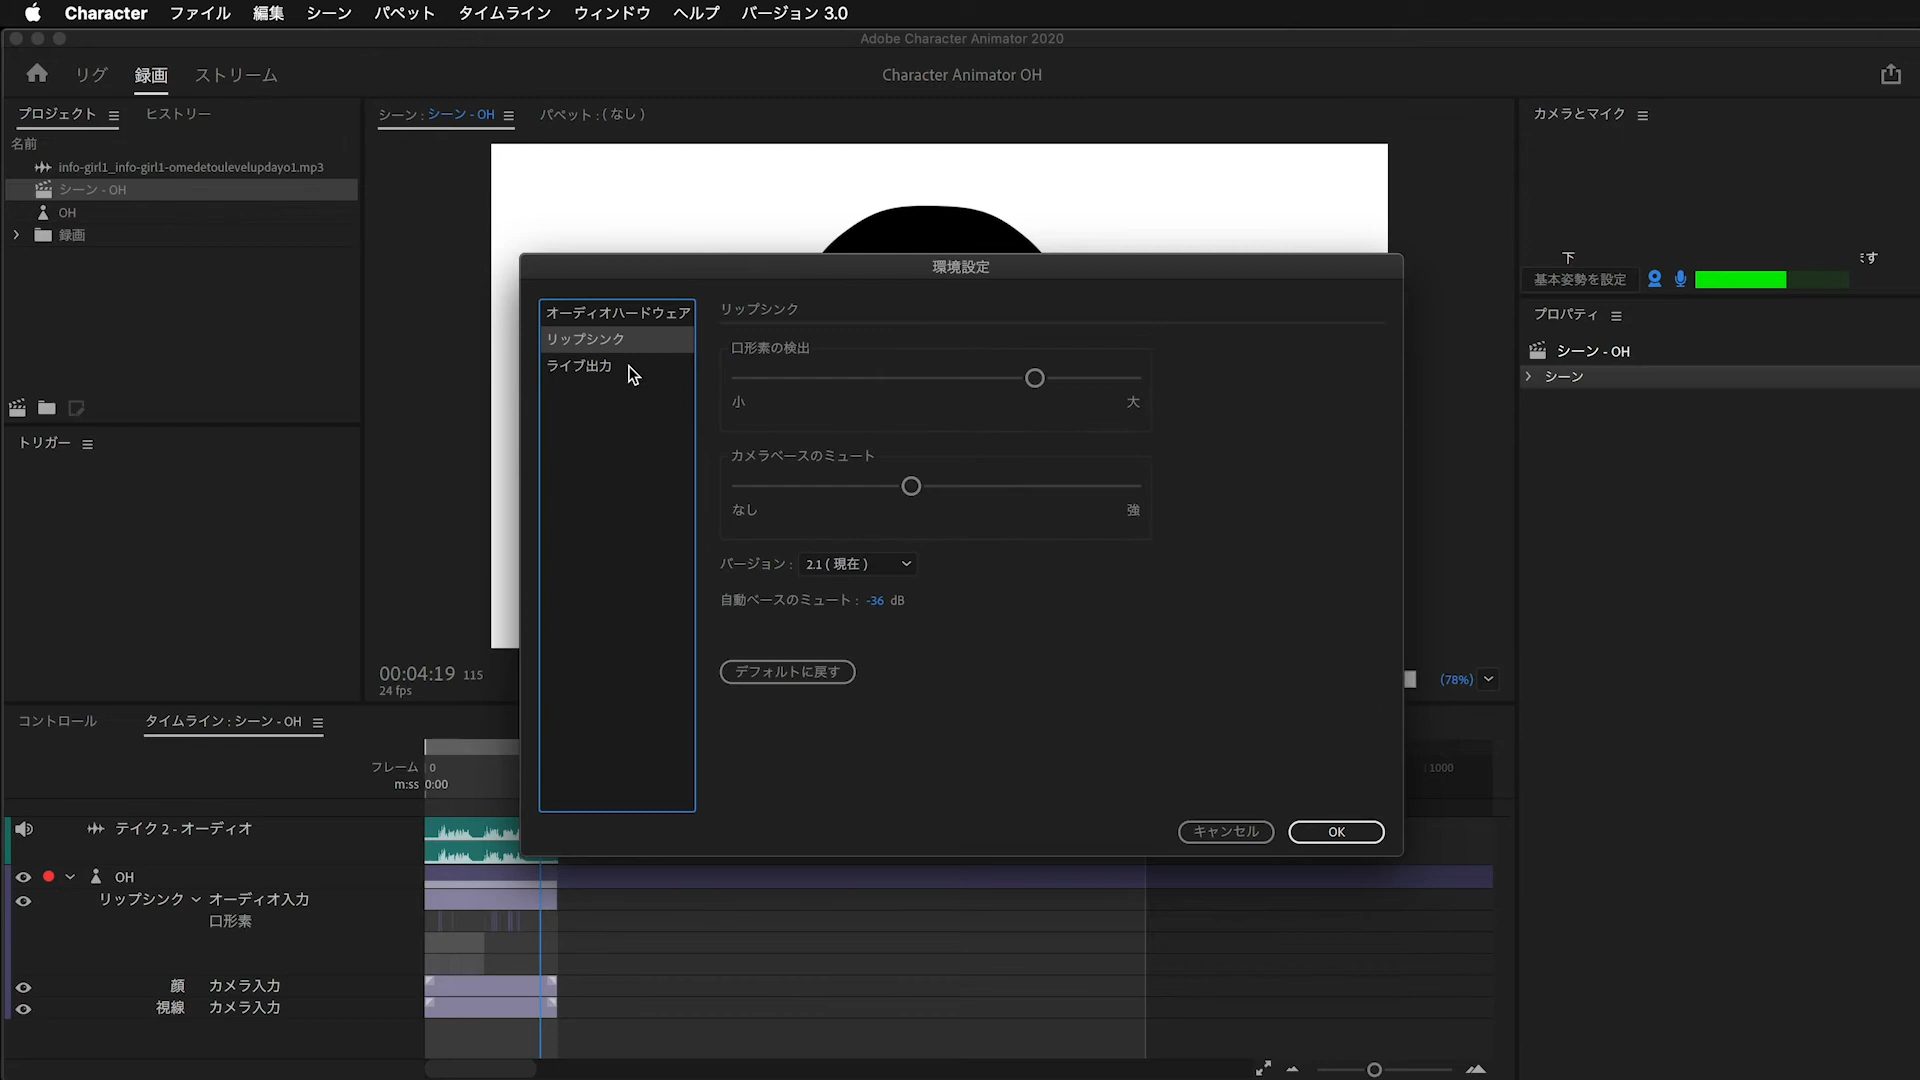 Character ファイル 編集 シーン パペット タイムライン ウィンドウ ヘルプ バージョン 3.0
Adobe Character Animator 2020
リグ 録画 ストリーム
Character Animator OH
プロジェクト ヒストリー
シーン : シーン - OH パペット : ( なし )
カメラとマイク
名前
info-girl1_info-girl1-omedetoulevelupdayo1.mp3
シーン - OH
OH
録画
下 ます
基本姿勢を設定
プロパティ
シーン - OH
シーン
トリガー
環境設定
オーディオハードウェア
リップシンク
ライブ出力
リップシンク
口形素の検出
小 大
カメラベースのミュート
なし 強
バージョン : 2.1 ( 現在 )
自動ベースのミュート : -36 dB
デフォルトに戻す
キャンセル OK
00:04:19 115
24 fps
(78%)
コントロール タイムライン : シーン - OH
フレーム 0 1000
m:ss 0:00
テイク 2 - オーディオ
OH
リップシンク オーディオ入力
口形素
顔 カメラ入力
視線 カメラ入力